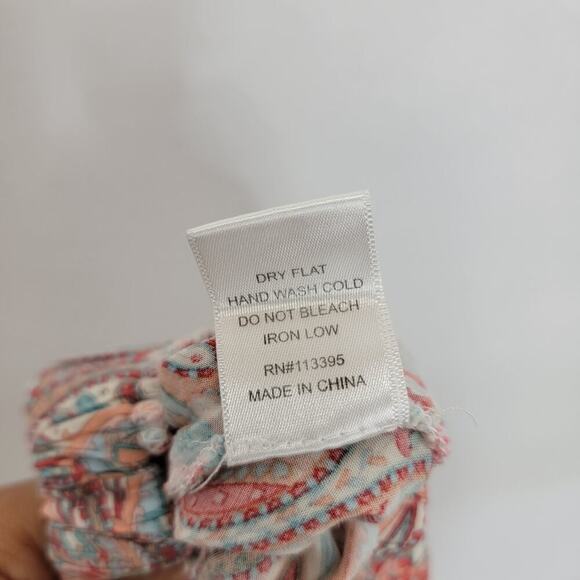 DRY FLAT
HAND WASH COLD
DO NOT BLEACH
IRON LOW
RN#113395
MADE IN CHINA